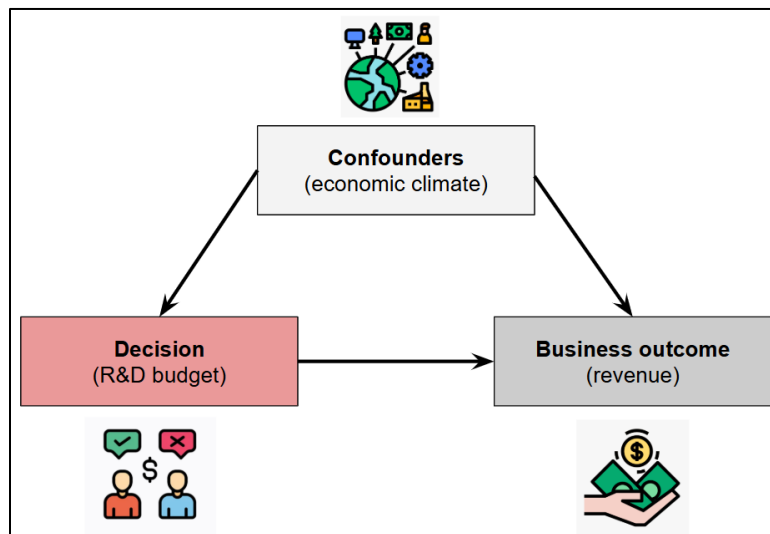 Confounders
(economic climate)
Decision
(R&D budget)
Business outcome
(revenue)
$
$